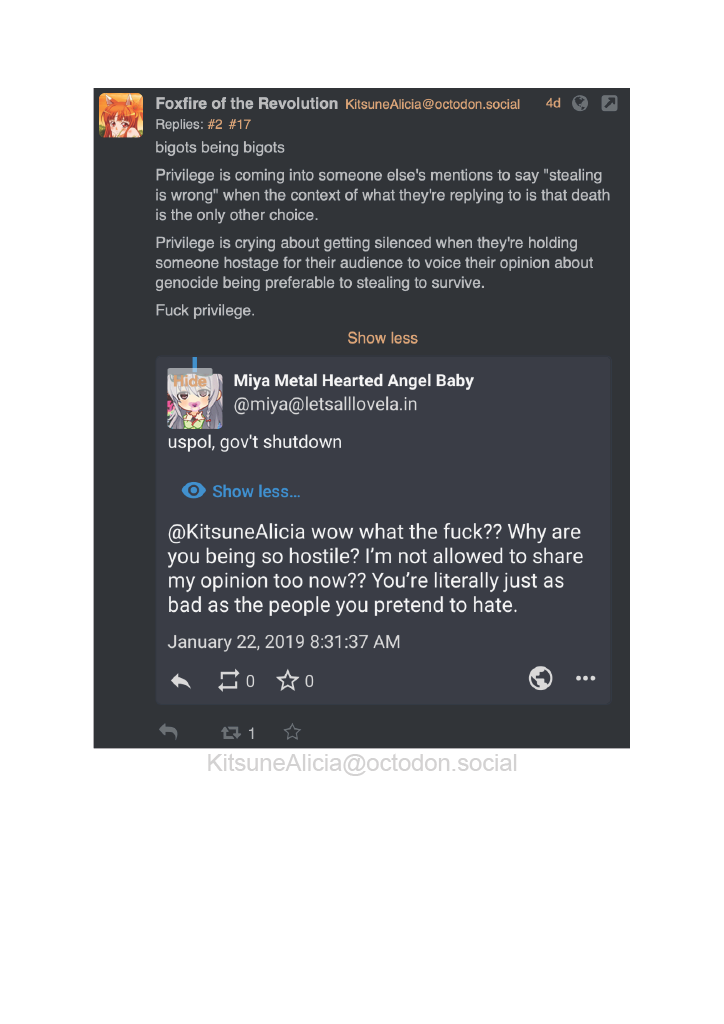 Foxfire of the Revolution KitsuneAlicia@octodon.social 4d
Replies: #2 #17
bigots being bigots
Privilege is coming into someone else's mentions to say "stealing
is wrong" when the context of what they're replying to is that death
is the only other choice.
Privilege is crying about getting silenced when they're holding
someone hostage for their audience to voice their opinion about
genocide being preferable to stealing to survive.
Fuck privilege.
Show less
Hide
Miya Metal Hearted Angel Baby
@miya@letsalllovela.in
uspol, gov't shutdown
Show less...
@KitsuneAlicia wow what the fuck?? Why are
you being so hostile? I'm not allowed to share
my opinion too now?? You're literally just as
bad as the people you pretend to hate.
January 22, 2019 8:31:37 AM
0 0
1
KitsuneAlicia@octodon.social